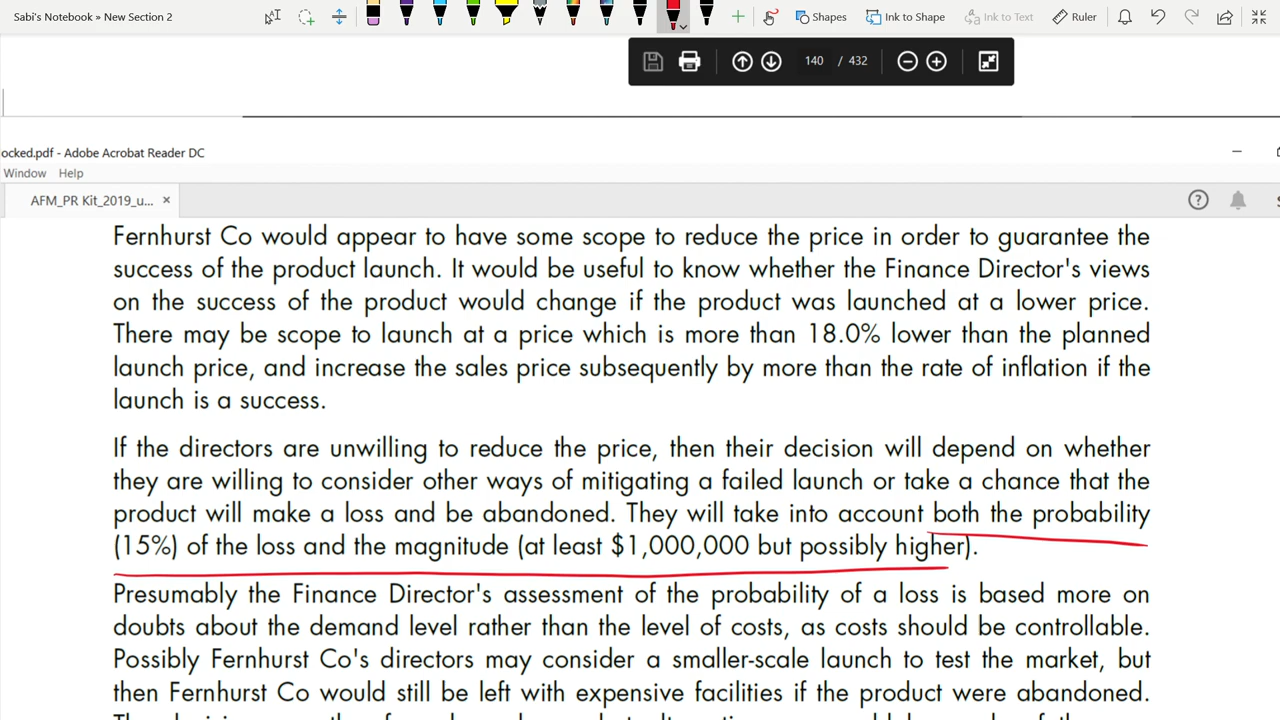 Sabi's Notebook » New Section 2
Shapes
Ink to Shape
Ink to Text
Ruler
140 / 432
ocked.pdf - Adobe Acrobat Reader DC
Window Help
AFM_PR Kit_2019_u... ×
Fernhurst Co would appear to have some scope to reduce the price in order to guarantee the
success of the product launch. It would be useful to know whether the Finance Director's views
on the success of the product would change if the product was launched at a lower price.
There may be scope to launch at a price which is more than 18.0% lower than the planned
launch price, and increase the sales price subsequently by more than the rate of inflation if the
launch is a success.
If the directors are unwilling to reduce the price, then their decision will depend on whether
they are willing to consider other ways of mitigating a failed launch or take a chance that the
product will make a loss and be abandoned. They will take into account both the probability
(15%) of the loss and the magnitude (at least $1,000,000 but possibly higher).
Presumably the Finance Director's assessment of the probability of a loss is based more on
doubts about the demand level rather than the level of costs, as costs should be controllable.
Possibly Fernhurst Co's directors may consider a smaller-scale launch to test the market, but
then Fernhurst Co would still be left with expensive facilities if the product were abandoned.